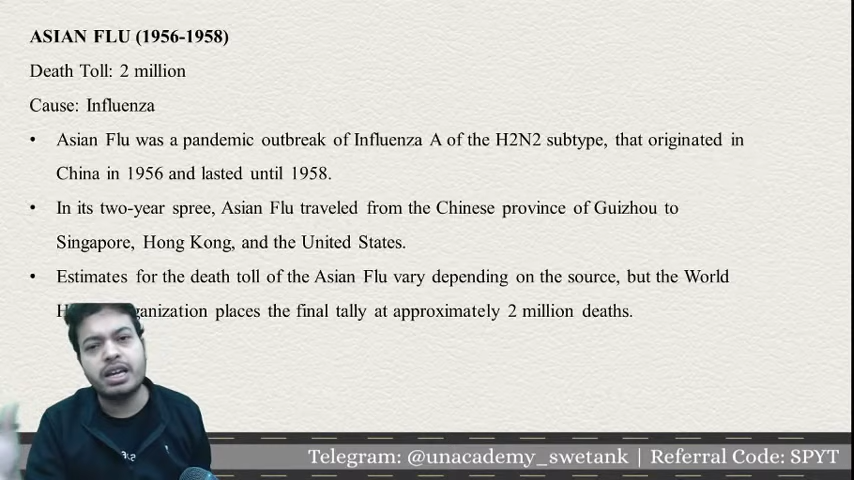 ASIAN FLU (1956-1958)
Death Toll: 2 million
Cause: Influenza
• Asian Flu was a pandemic outbreak of Influenza A of the H2N2 subtype, that originated in
China in 1956 and lasted until 1958.
• In its two-year spree, Asian Flu traveled from the Chinese province of Guizhou to
Singapore, Hong Kong, and the United States.
• Estimates for the death toll of the Asian Flu vary depending on the source, but the World
places the final tally at approximately 2 million deaths.
Telegram: @unacademy_swetank | Referral Code: SPYT